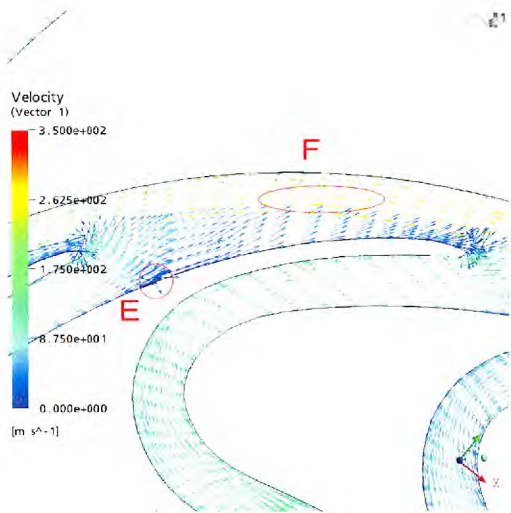 Velocity
(Vector 1)
3.500e+002
2.625e+002
1.750e+002
8.750e+001
0.000e+000
[m s^-1]
F
E
X